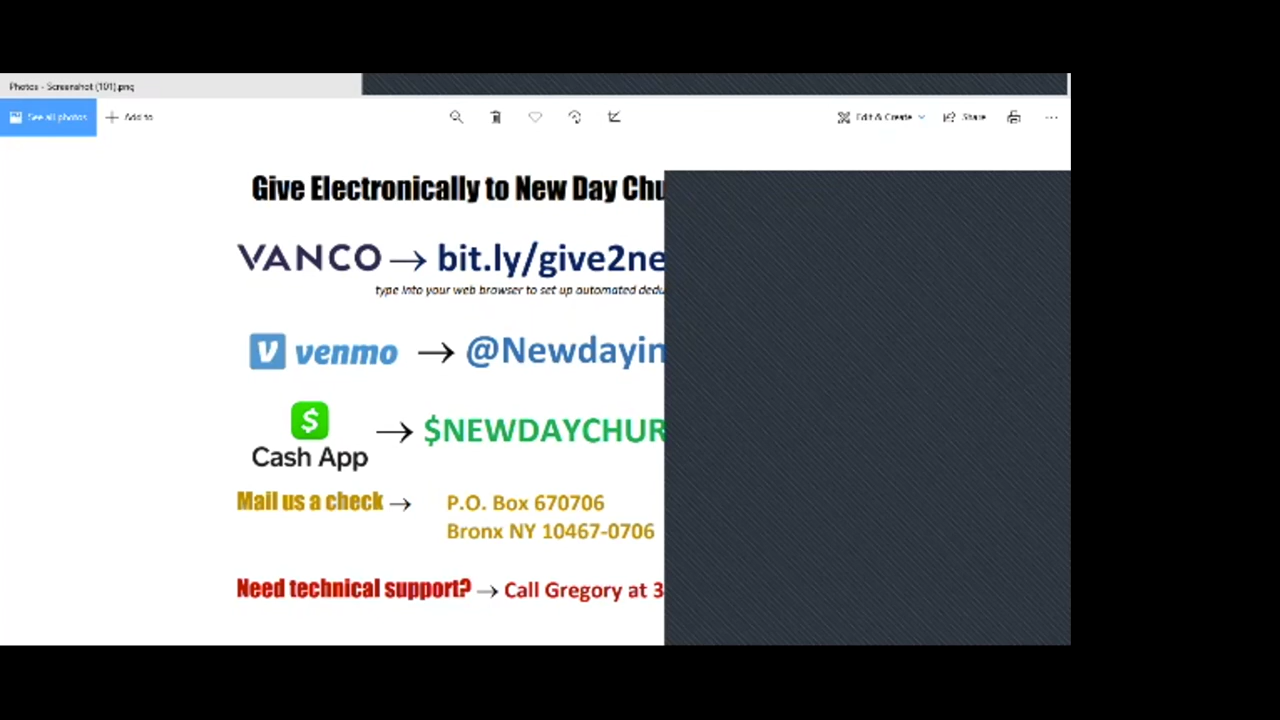 Photos - Screenshot (101).png
See all photos
Add to
Edit & Create
Share
Give Electronically to New Day Chu
VANCO → bit.ly/give2ne
type into your web browser to set up automated dedu
venmo → @Newdayin
$
Cash App → $NEWDAYCHUR
Mail us a check → P.O. Box 670706
Bronx NY 10467-0706
Need technical support? → Call Gregory at 3